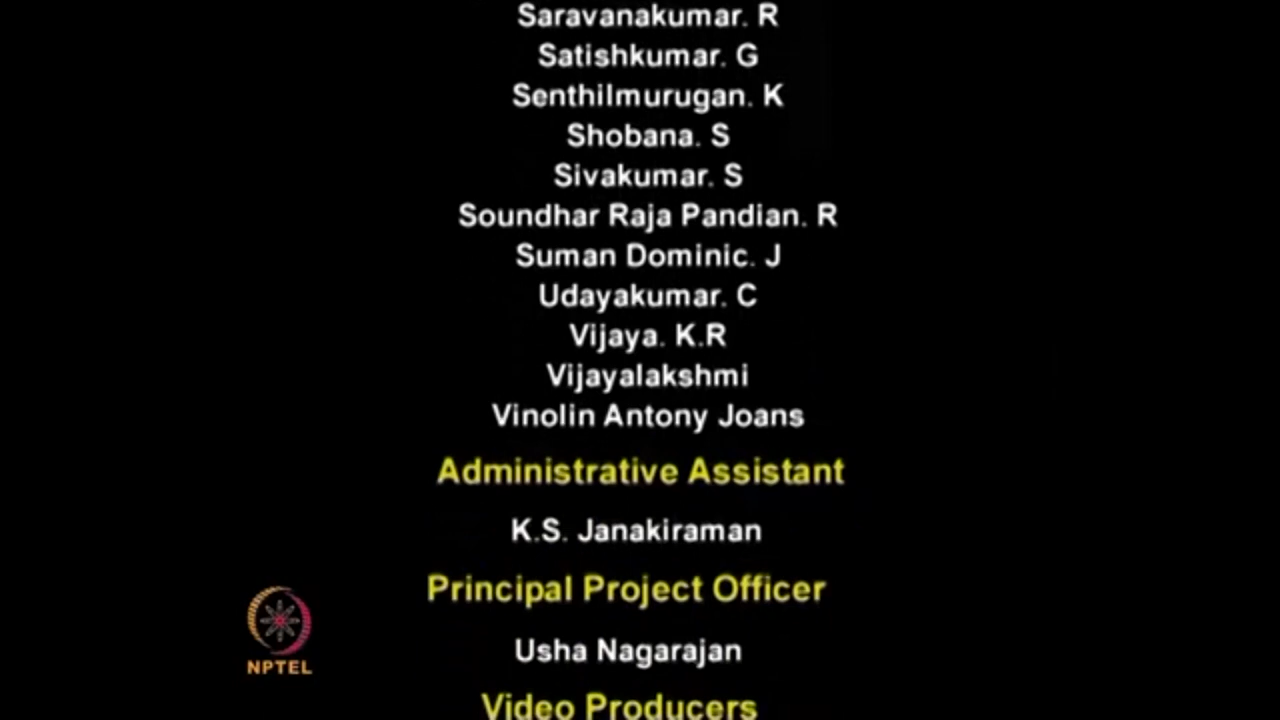 Saravanakumar. R
Satishkumar. G
Senthilmurugan. K
Shobana. S
Sivakumar. S
Soundhar Raja Pandian. R
Suman Dominic. J
Udayakumar. C
Vijaya. K.R
Vijayalakshmi
Vinolin Antony Joans
Administrative Assistant
K.S. Janakiraman
Principal Project Officer
Usha Nagarajan
NPTEL
Video Producers